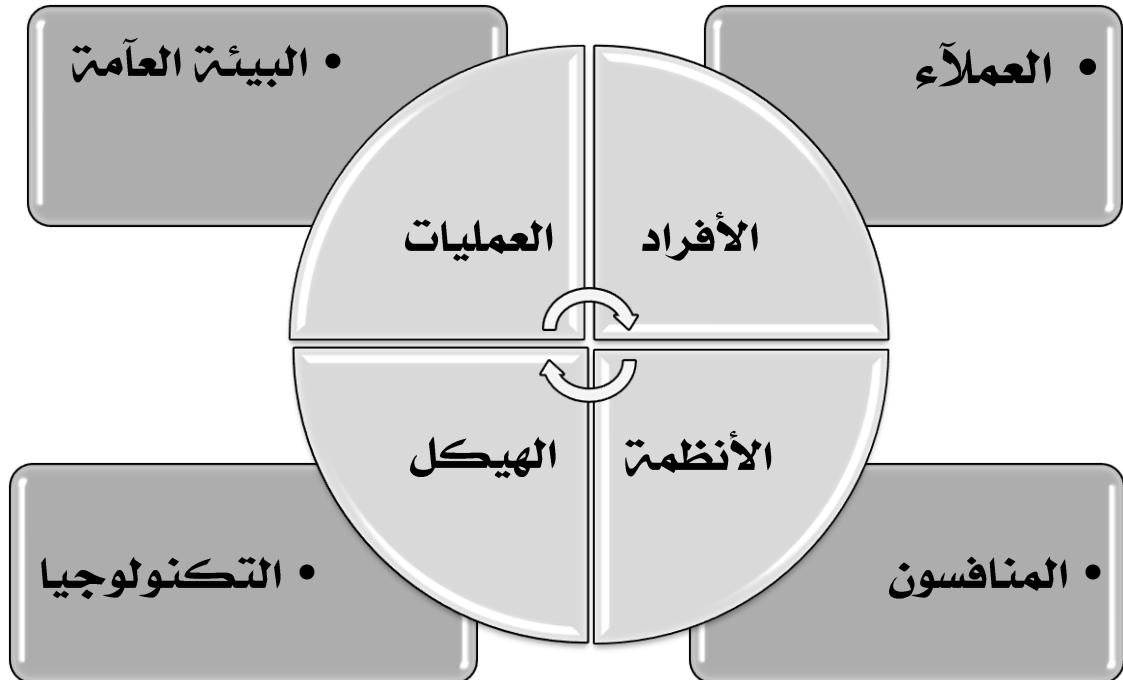 • العملآء
• البيئة العآمة
الأفراد
العمليات
الأنظمة
الهيكل
• المنافسون
• التكنولوجيا